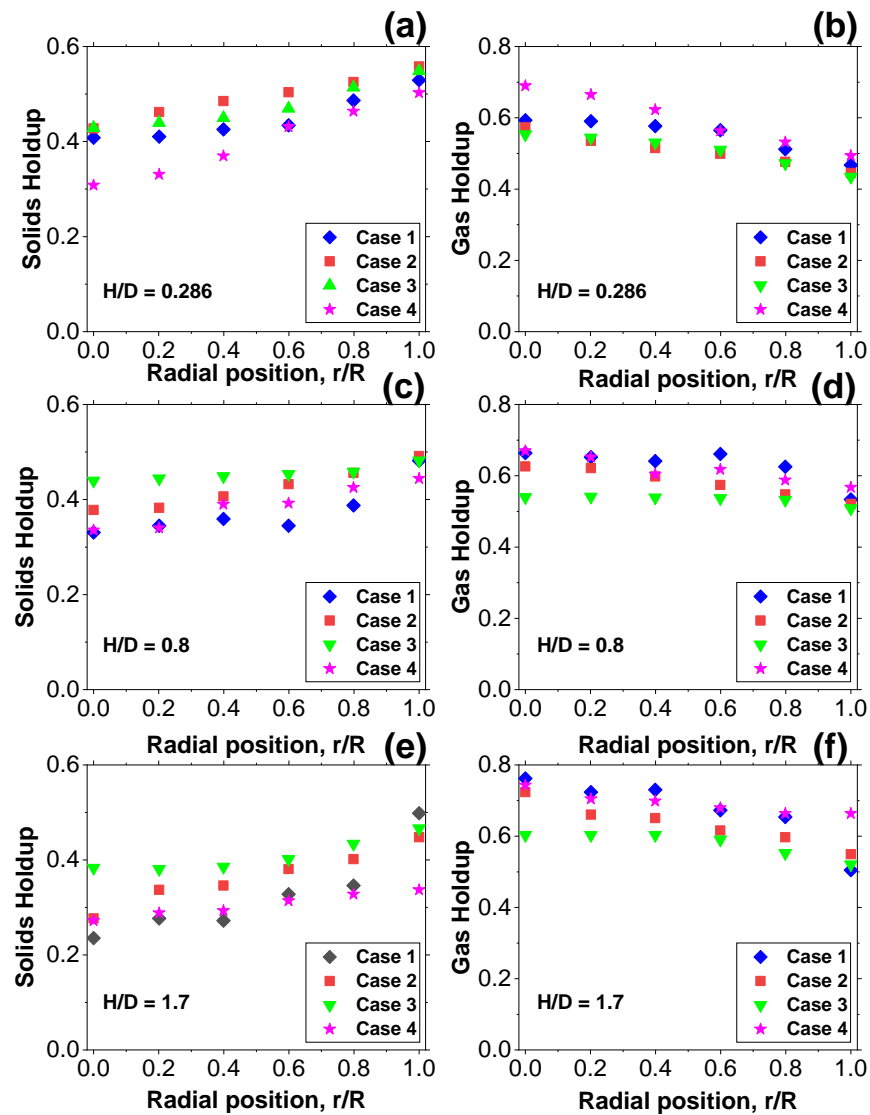 (a)
0.6
0.4
0.2
0.0
Solids Holdup
Case 1
Case 2
Case 3
Case 4
H/D = 0.286
0.0 0.2 0.4 0.6 0.8 1.0
Radial position, r/R
(b)
0.8
0.6
0.4
0.2
0.0
Gas Holdup
Case 1
Case 2
Case 3
Case 4
H/D = 0.286
0.0 0.2 0.4 0.6 0.8 1.0
Radial position, r/R
(c)
0.6
0.4
0.2
0.0
Solids Holdup
Case 1
Case 2
Case 3
Case 4
H/D = 0.8
0.0 0.2 0.4 0.6 0.8 1.0
Radial position, r/R
(d)
0.8
0.6
0.4
0.2
0.0
Gas Holdup
Case 1
Case 2
Case 3
Case 4
H/D = 0.8
0.0 0.2 0.4 0.6 0.8 1.0
Radial position, r/R
(e)
0.6
0.4
0.2
0.0
Solids Holdup
Case 1
Case 2
Case 3
Case 4
H/D = 1.7
0.0 0.2 0.4 0.6 0.8 1.0
Radial position, r/R
(f)
0.8
0.6
0.4
0.2
0.0
Gas Holdup
Case 1
Case 2
Case 3
Case 4
H/D = 1.7
0.0 0.2 0.4 0.6 0.8 1.0
Radial position, r/R